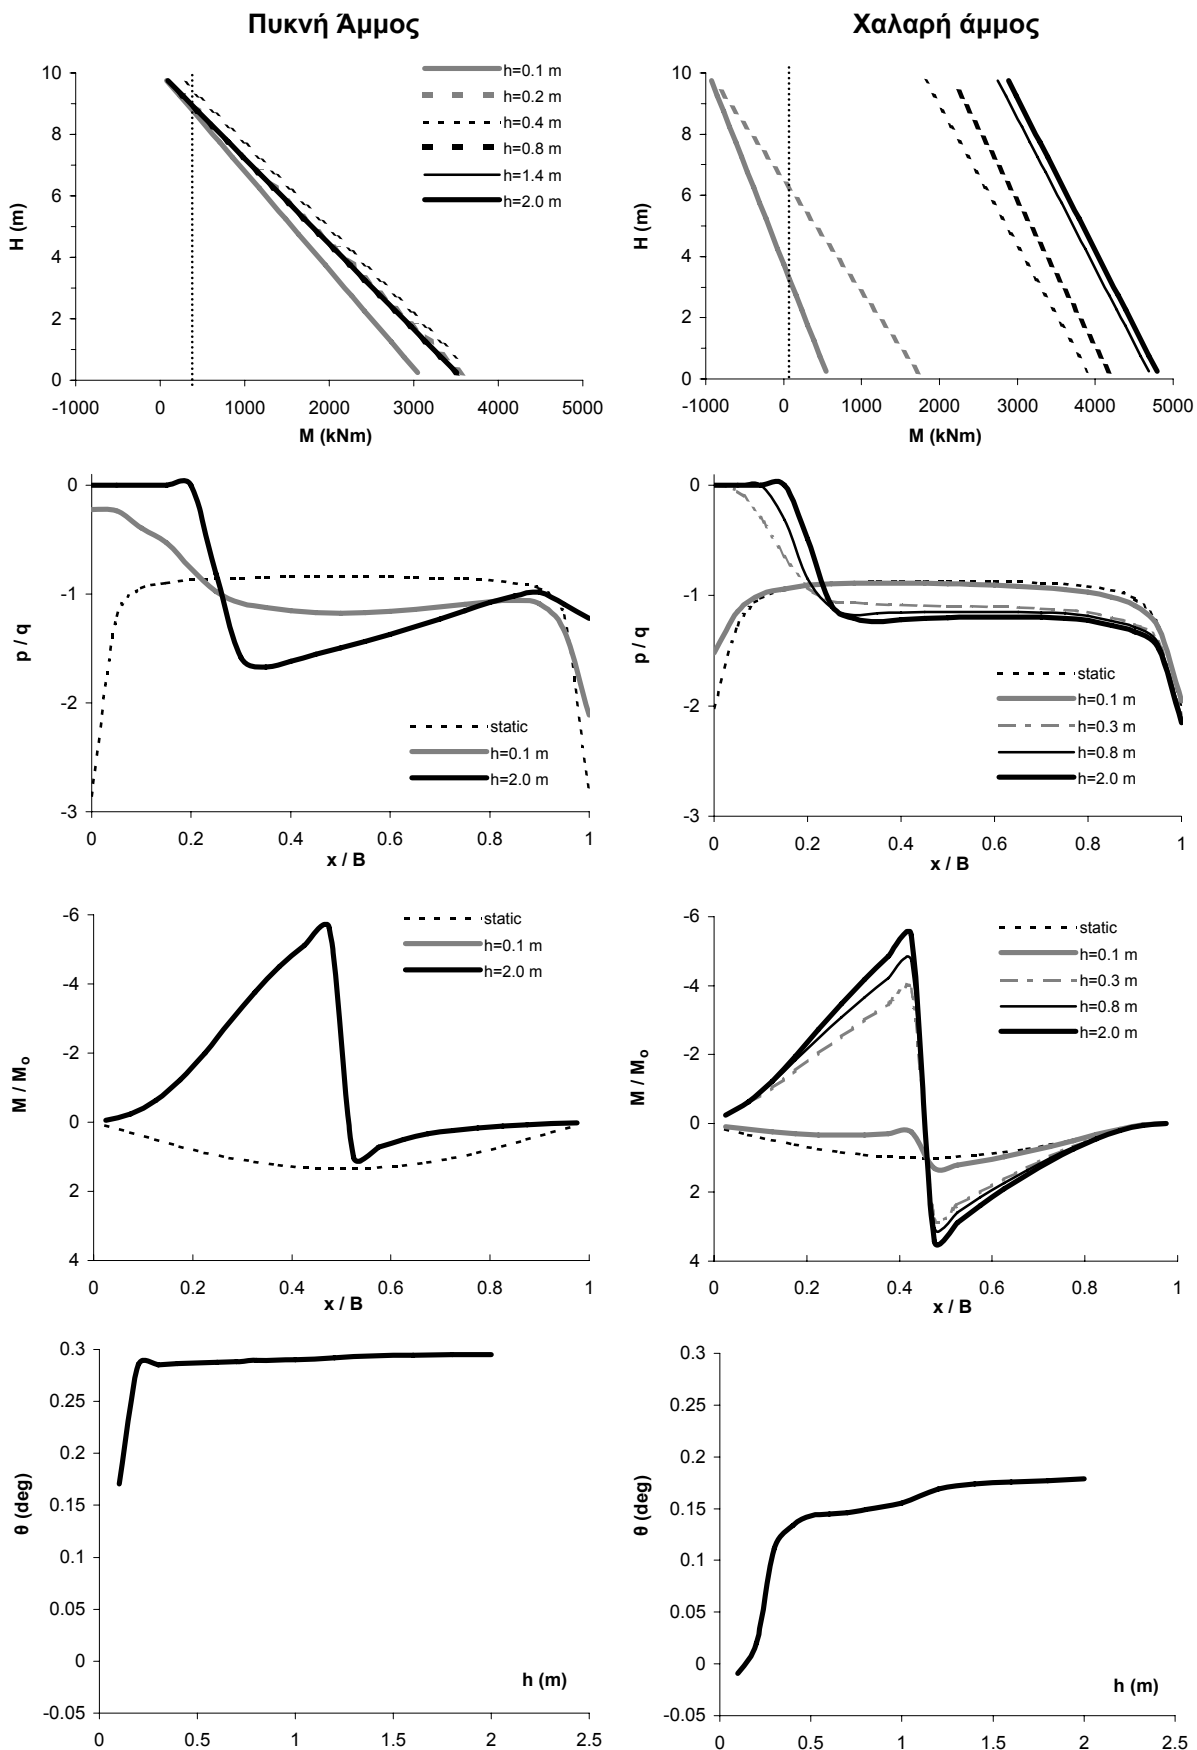 Πυκνή Άμμος
Χαλαρή άμμος
10
8
6
4
2
0
H (m)
-1000
0
1000
2000
3000
4000
5000
M (kNm)
h=0.1 m
h=0.2 m
h=0.4 m
h=0.8 m
h=1.4 m
h=2.0 m
10
8
6
4
2
0
H (m)
-1000
0
1000
2000
3000
4000
5000
M (kNm)
0
-1
-2
-3
p / q
0
0.2
0.4
0.6
0.8
1
x / B
static
h=0.1 m
h=2.0 m
0
-1
-2
-3
p / q
0
0.2
0.4
0.6
0.8
1
x / B
static
h=0.1 m
h=0.3 m
h=0.8 m
h=2.0 m
-6
-4
-2
0
2
4
M / Mo
0
0.2
0.4
0.6
0.8
1
x / B
static
h=0.1 m
h=2.0 m
-6
-4
-2
0
2
4
M / Mo
0
0.2
0.4
0.6
0.8
1
x / B
static
h=0.1 m
h=0.3 m
h=0.8 m
h=2.0 m
0.3
0.25
0.2
0.15
0.1
0.05
0
-0.05
θ (deg)
0
0.5
1
1.5
2
2.5
h (m)
0.3
0.25
0.2
0.15
0.1
0.05
0
-0.05
θ (deg)
0
0.5
1
1.5
2
2.5
h (m)